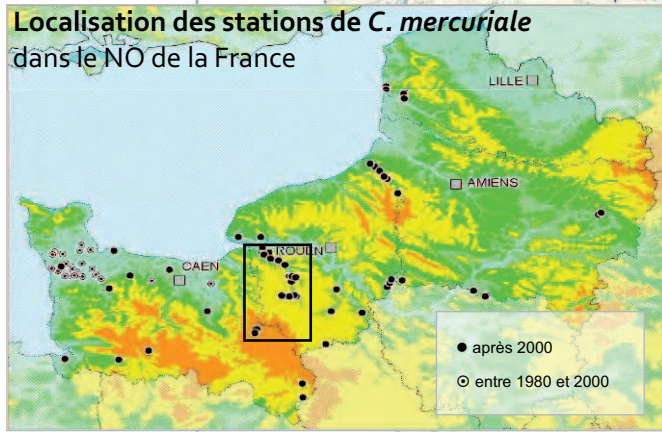 Localisation des stations de C. mercuriale
dans le NO de la France
LILLE
AMIENS
ROUEN
CAEN
après 2000
entre 1980 et 2000